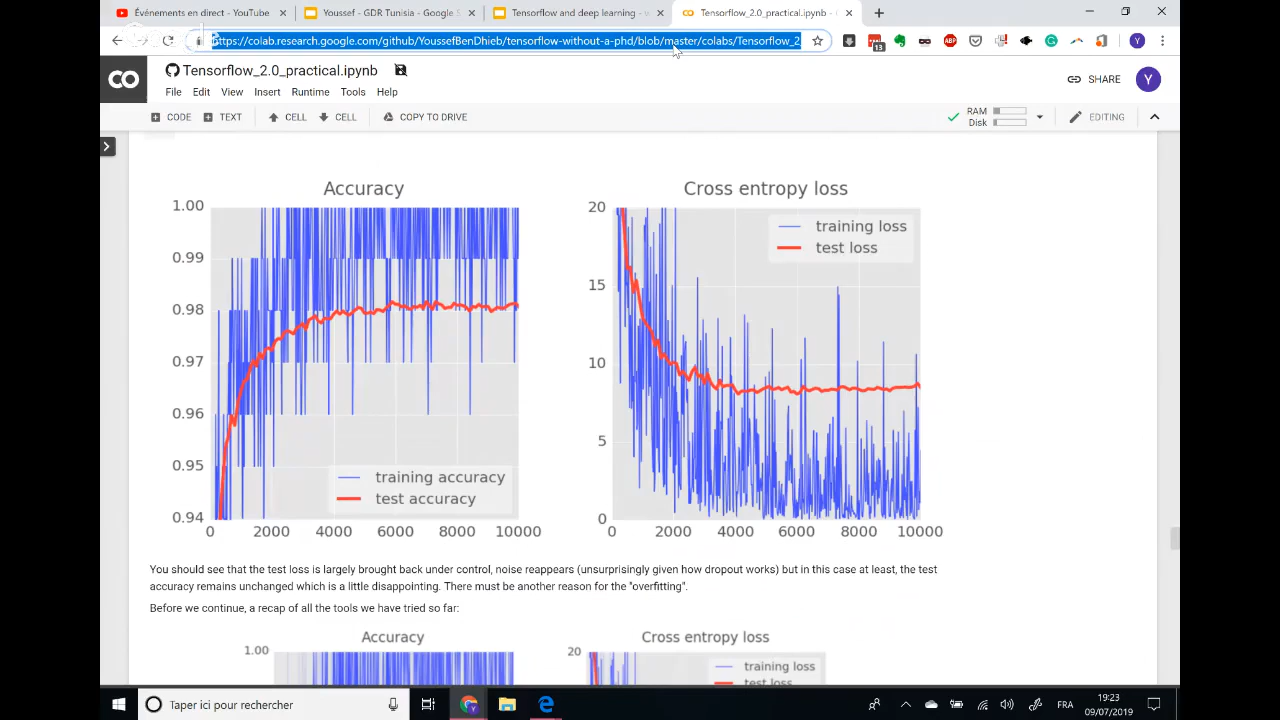 Événements en direct - YouTube
Youssef - GDR Tunisia - Google S
Tensorflow and deep learning - v
Tensorflow_2.0_practical.ipynb -
https://colab.research.google.com/github/YoussefBenDhieb/tensorflow-without-a-phd/blob/master/colabs/Tensorflow_2
13
ABP
Y
CO
Tensorflow_2.0_practical.ipynb
SHARE
Y
File Edit View Insert Runtime Tools Help
CODE TEXT CELL CELL COPY TO DRIVE
RAM
Disk
EDITING
Accuracy
1.00
0.99
0.98
0.97
0.96
0.95
0.94
training accuracy
test accuracy
0 2000 4000 6000 8000 10000
Cross entropy loss
20
15
10
5
0
training loss
test loss
0 2000 4000 6000 8000 10000
You should see that the test loss is largely brought back under control, noise reappears (unsurprisingly given how dropout works) but in this case at least, the test
accuracy remains unchanged which is a little disappointing. There must be another reason for the "overfitting".
Before we continue, a recap of all the tools we have tried so far:
Accuracy
1.00
Cross entropy loss
20
training loss
test loss
Taper ici pour rechercher
FRA
19:23
09/07/2019